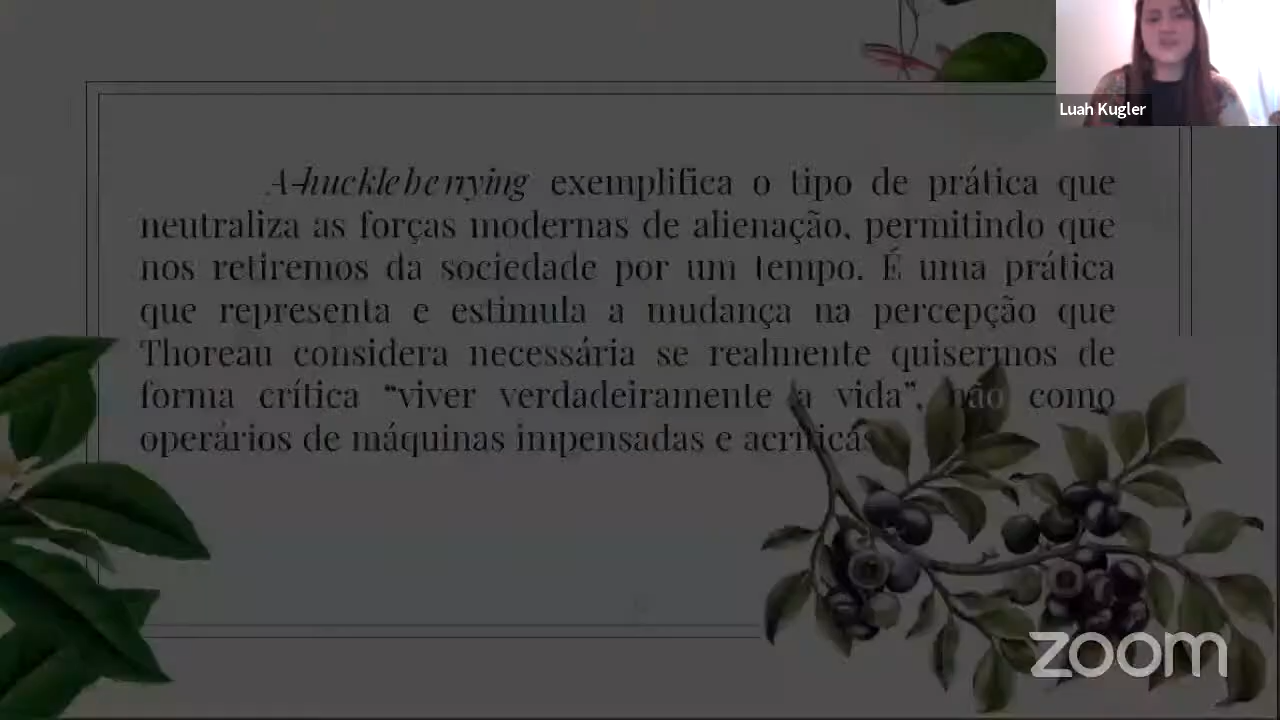 Luah Kugler
A-huckleberrying exemplifica o tipo de prática que
neutraliza as forças modernas de alienação, permitindo que
nos retiremos da sociedade por um tempo. É uma prática
que representa e estimula a mudança na percepção que
Thoreau considera necessária se realmente quisermos de
forma crítica “viver verdadeiramente a vida”, não como
operários de máquinas impensadas e acríticas
zoom